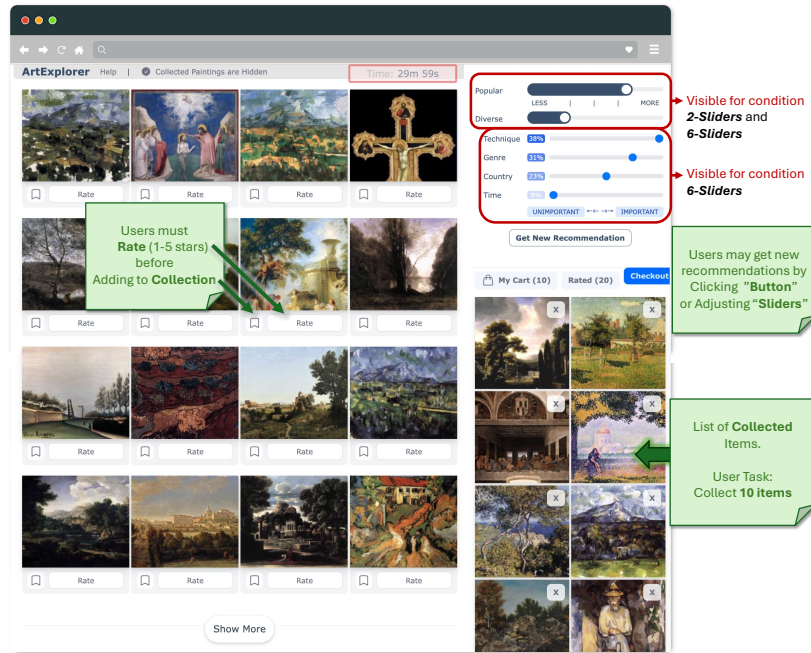 ArtExplorer Help | Collected Paintings are Hidden
Time: 29m 59s
Rate
Rate
Rate
Rate
Users must
Rate (1-5 stars)
before
Adding to Collection
Rate
Rate
Rate
Rate
Rate
Rate
Rate
Rate
Rate
Rate
Rate
Rate
Show More
Popular
LESS | | | MORE
Diverse
Technique 38%
Genre 31%
Country 23%
Time
UNIMPORTANT ←← →→ IMPORTANT
Get New Recommendation
My Cart (10) Rated (20) Checkout
X X
X X
X X
X X
Visible for condition
2-Sliders and
6-Sliders
Visible for condition
6-Sliders
Users may get new
recommendations by
Clicking "Button"
or Adjusting "Sliders"
List of Collected
Items.
User Task:
Collect 10 items